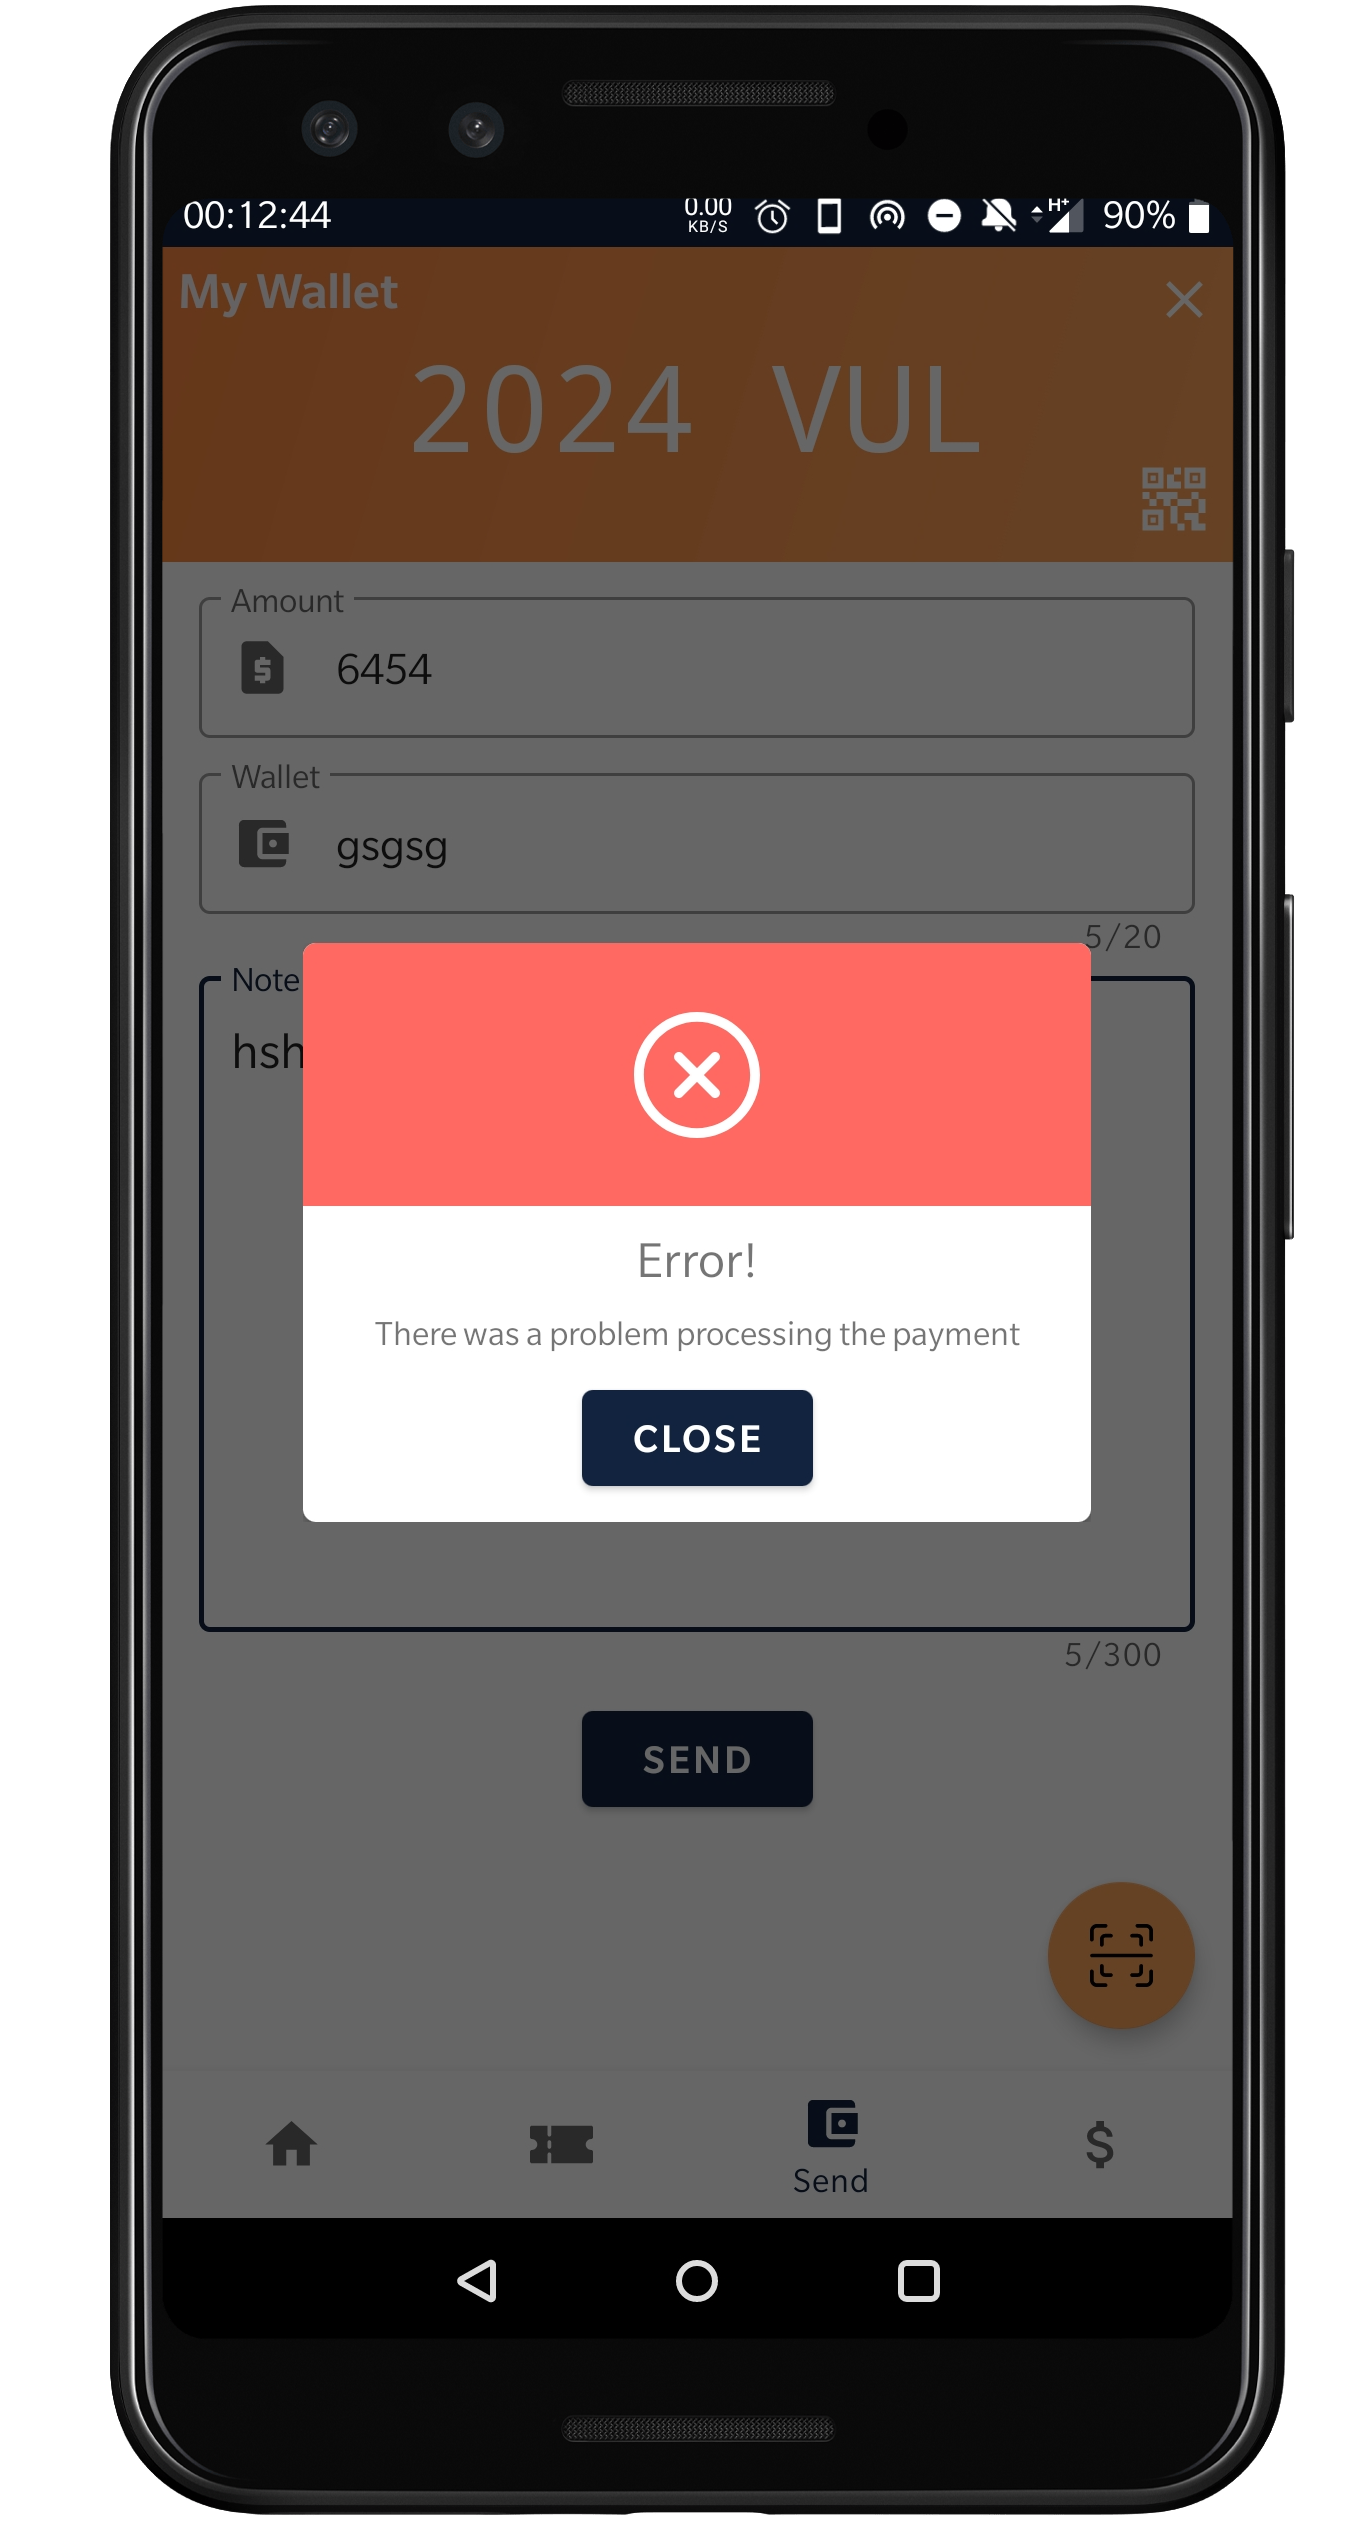 00:12:44 0.00 KB/S H+ 90%
My Wallet
2024 VUL
Amount
6454
Wallet
gsgsg
5/20
Note
Error!
There was a problem processing the payment
CLOSE
5/300
SEND
Send